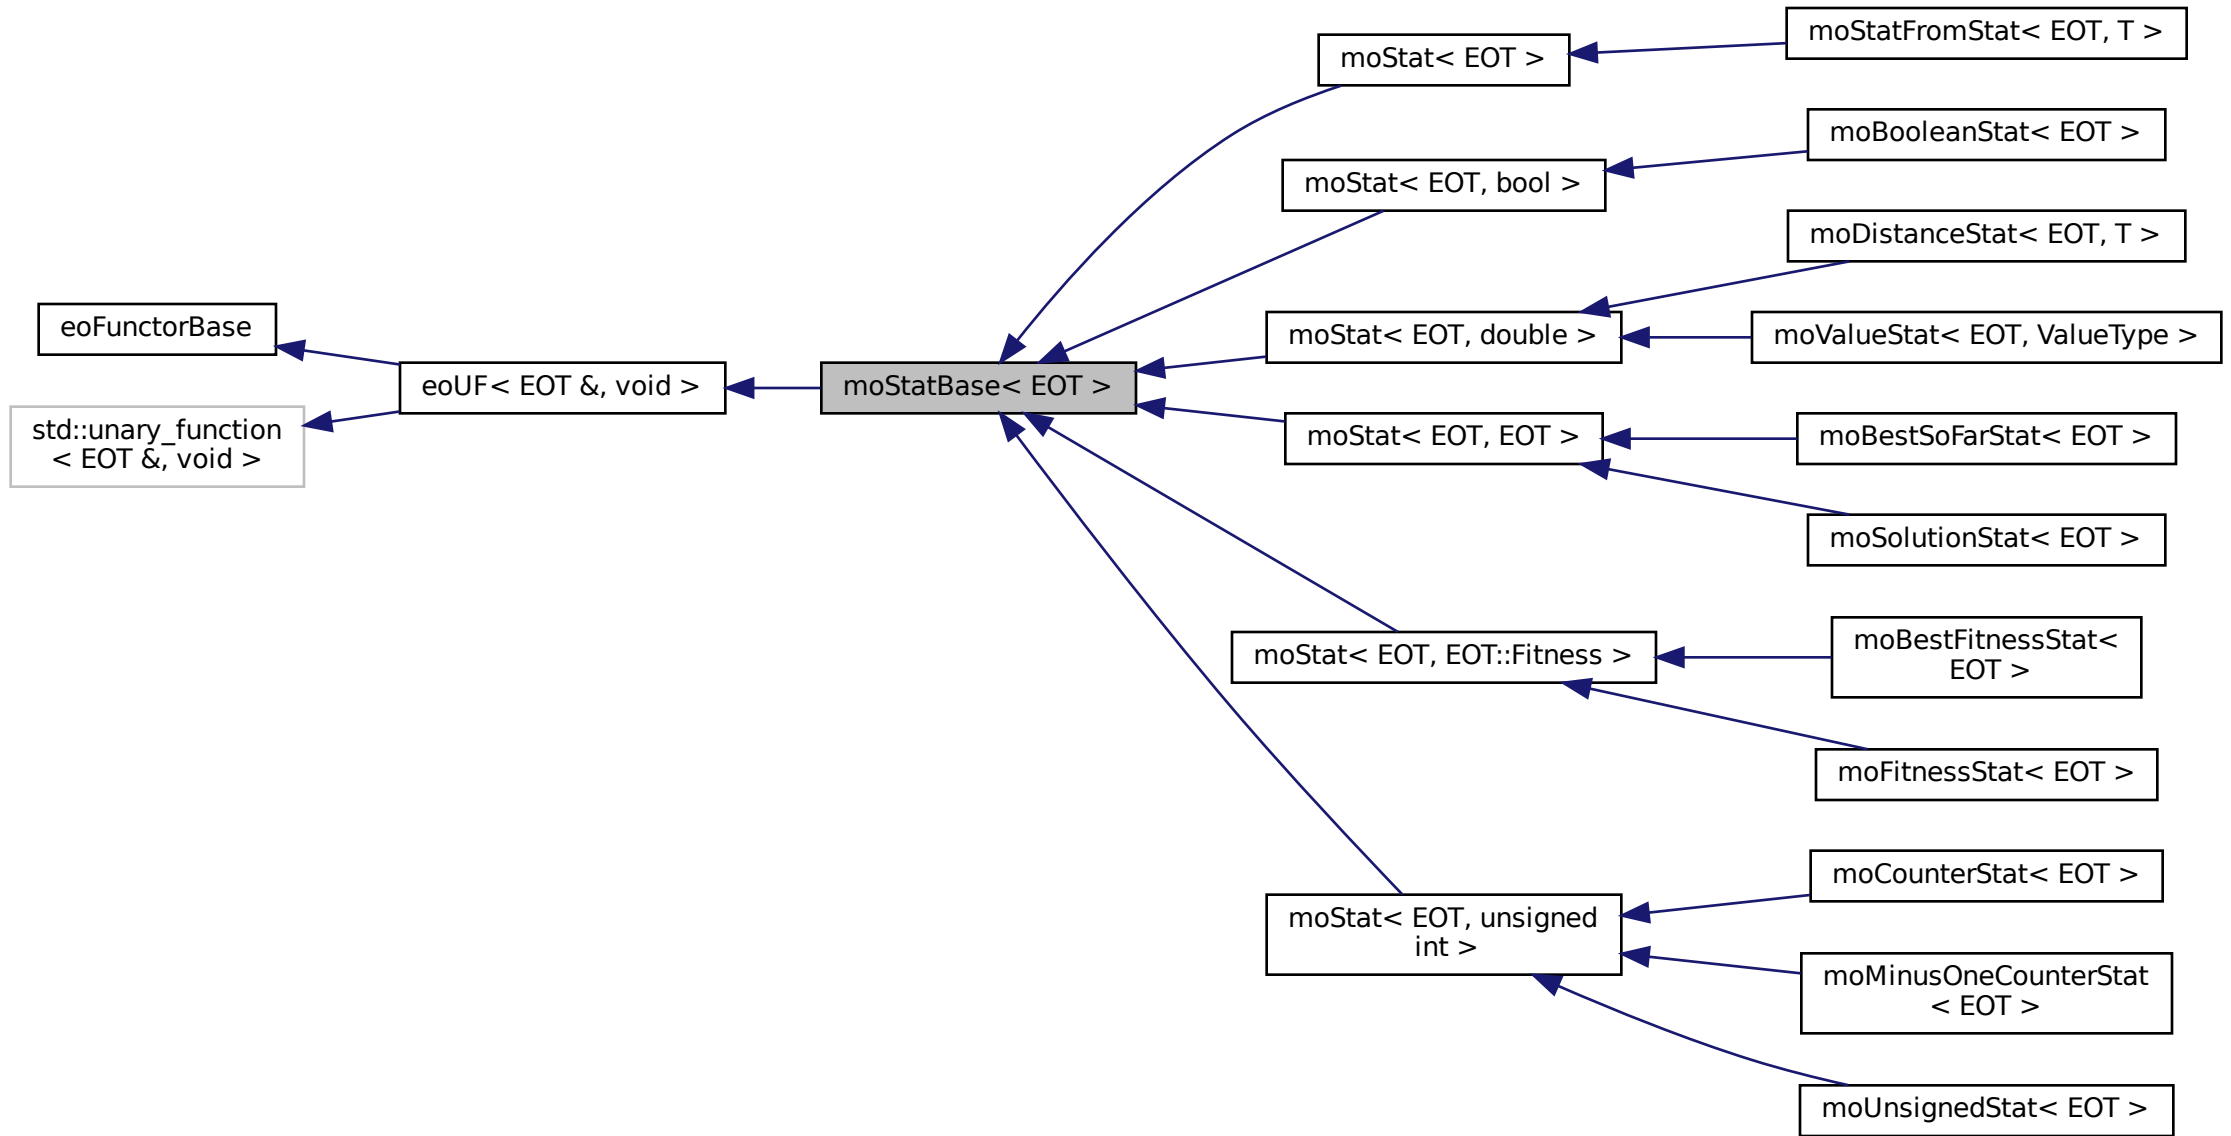 eoFunctorBase
std::unary_function
< EOT &, void >
eoUF< EOT &, void >
moStatBase< EOT >
moStat< EOT >
moStat< EOT, bool >
moStat< EOT, double >
moStat< EOT, EOT >
moStat< EOT, EOT::Fitness >
moStat< EOT, unsigned
int >
moStatFromStat< EOT, T >
moBooleanStat< EOT >
moDistanceStat< EOT, T >
moValueStat< EOT, ValueType >
moBestSoFarStat< EOT >
moSolutionStat< EOT >
moBestFitnessStat<
EOT >
moFitnessStat< EOT >
moCounterStat< EOT >
moMinusOneCounterStat
< EOT >
moUnsignedStat< EOT >